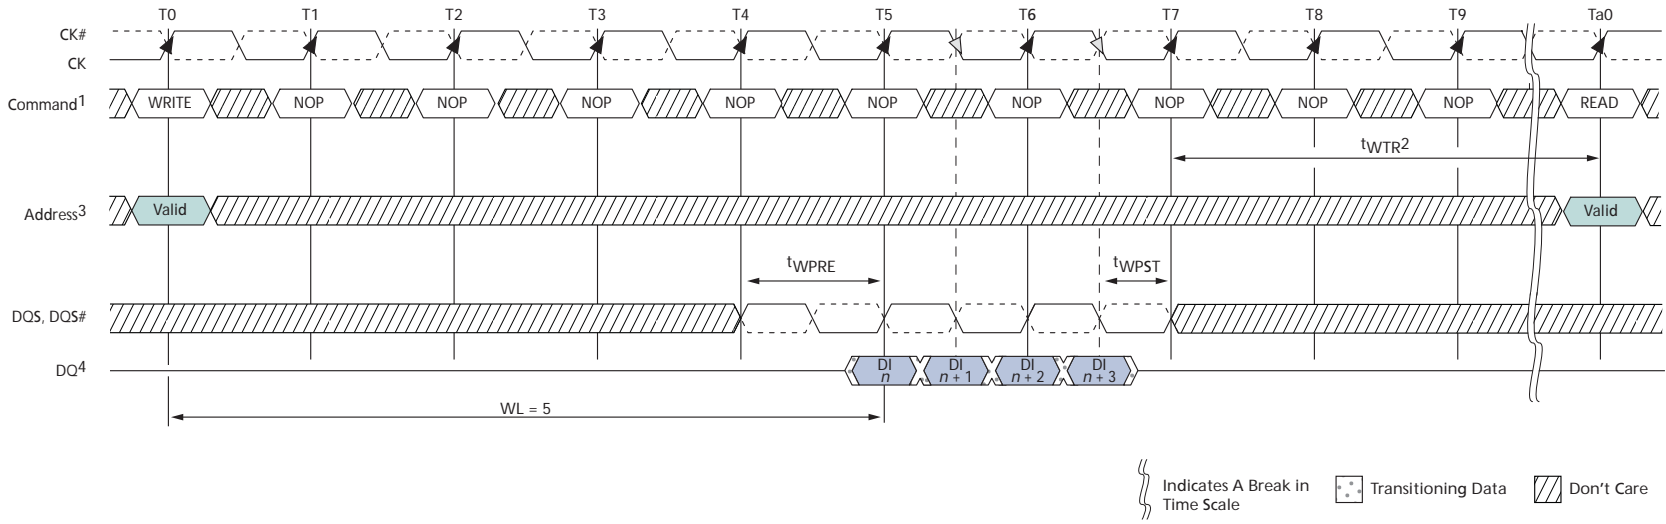 T0 T1 T2 T3 T4 T5 T6 T7 T8 T9 Ta0
CK#
CK
Command1 WRITE NOP NOP NOP NOP NOP NOP NOP NOP NOP READ
tWTR2
Address3 Valid Valid
tWPRE tWPST
DQS, DQS#
DQ4 DI n DI n + 1 DI n + 2 DI n + 3
WL = 5
Indicates A Break in
Time Scale
Transitioning Data
Don't Care